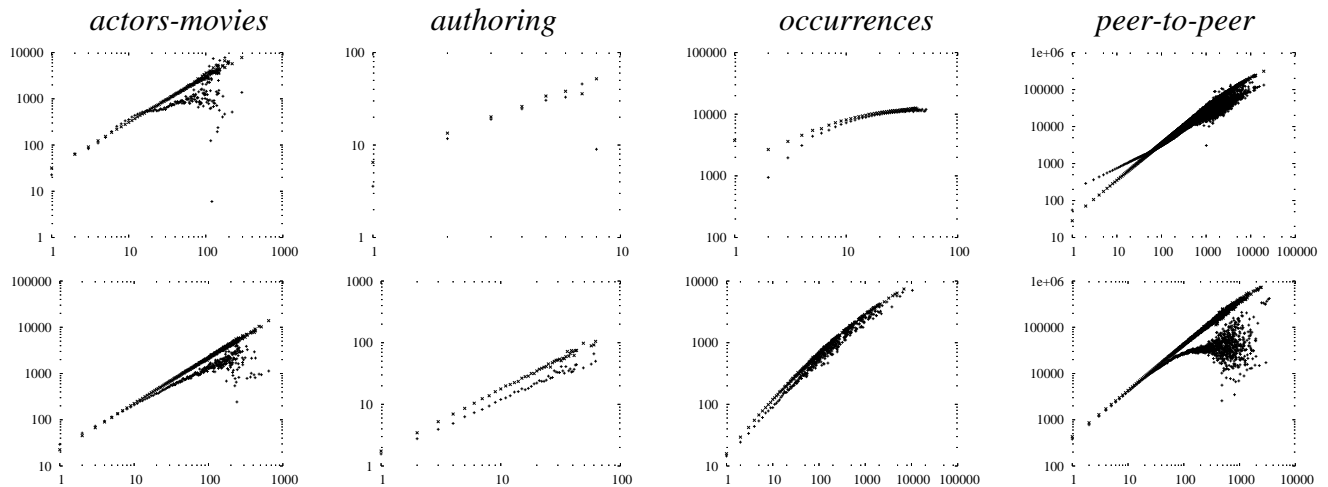 actors-movies authoring occurrences peer-to-peer
10000 100 100000 1e+06
100000
1000 10000
10000
100 10
1000 1000
10 100
1 1 100 10
1 10 100 1000 1 10 1 10 100 1 10 100 1000 10000 100000
100000 1000 10000 1e+06
10000 100000
100 1000
1000 10000
10 100
100 1000
10 1 10 100
1 10 100 1000 1 10 100 1 10 100 1000 10000 100000 1 10 100 1000 10000